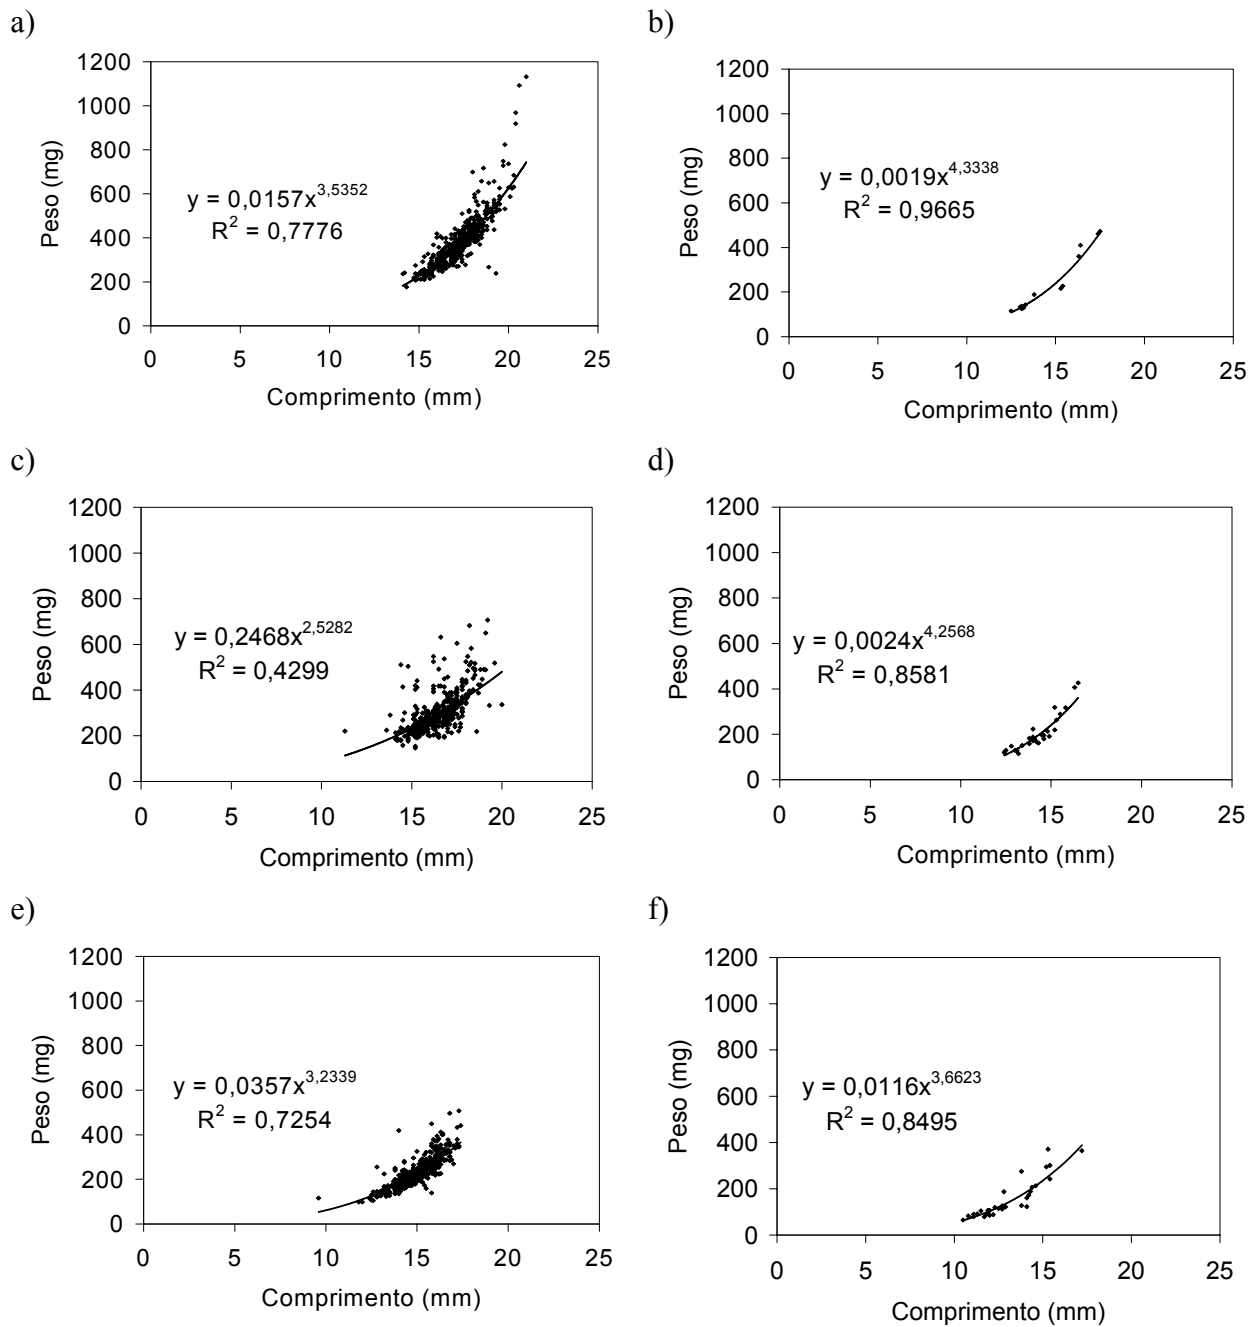 a)
1200
1000
800
600
400
200
0
Peso (mg)
y = 0,0157x^3,5352
R² = 0,7776
0 5 10 15 20 25
Comprimento (mm)
b)
1200
1000
800
600
400
200
0
Peso (mg)
y = 0,0019x^4,3338
R² = 0,9665
0 5 10 15 20 25
Comprimento (mm)
c)
1200
1000
800
600
400
200
0
Peso (mg)
y = 0,2468x^2,5282
R² = 0,4299
0 5 10 15 20 25
Comprimento (mm)
d)
1200
1000
800
600
400
200
0
Peso (mg)
y = 0,0024x^4,2568
R² = 0,8581
0 5 10 15 20 25
Comprimento (mm)
e)
1200
1000
800
600
400
200
0
Peso (mg)
y = 0,0357x^3,2339
R² = 0,7254
0 5 10 15 20 25
Comprimento (mm)
f)
1200
1000
800
600
400
200
0
Peso (mg)
y = 0,0116x^3,6623
R² = 0,8495
0 5 10 15 20 25
Comprimento (mm)